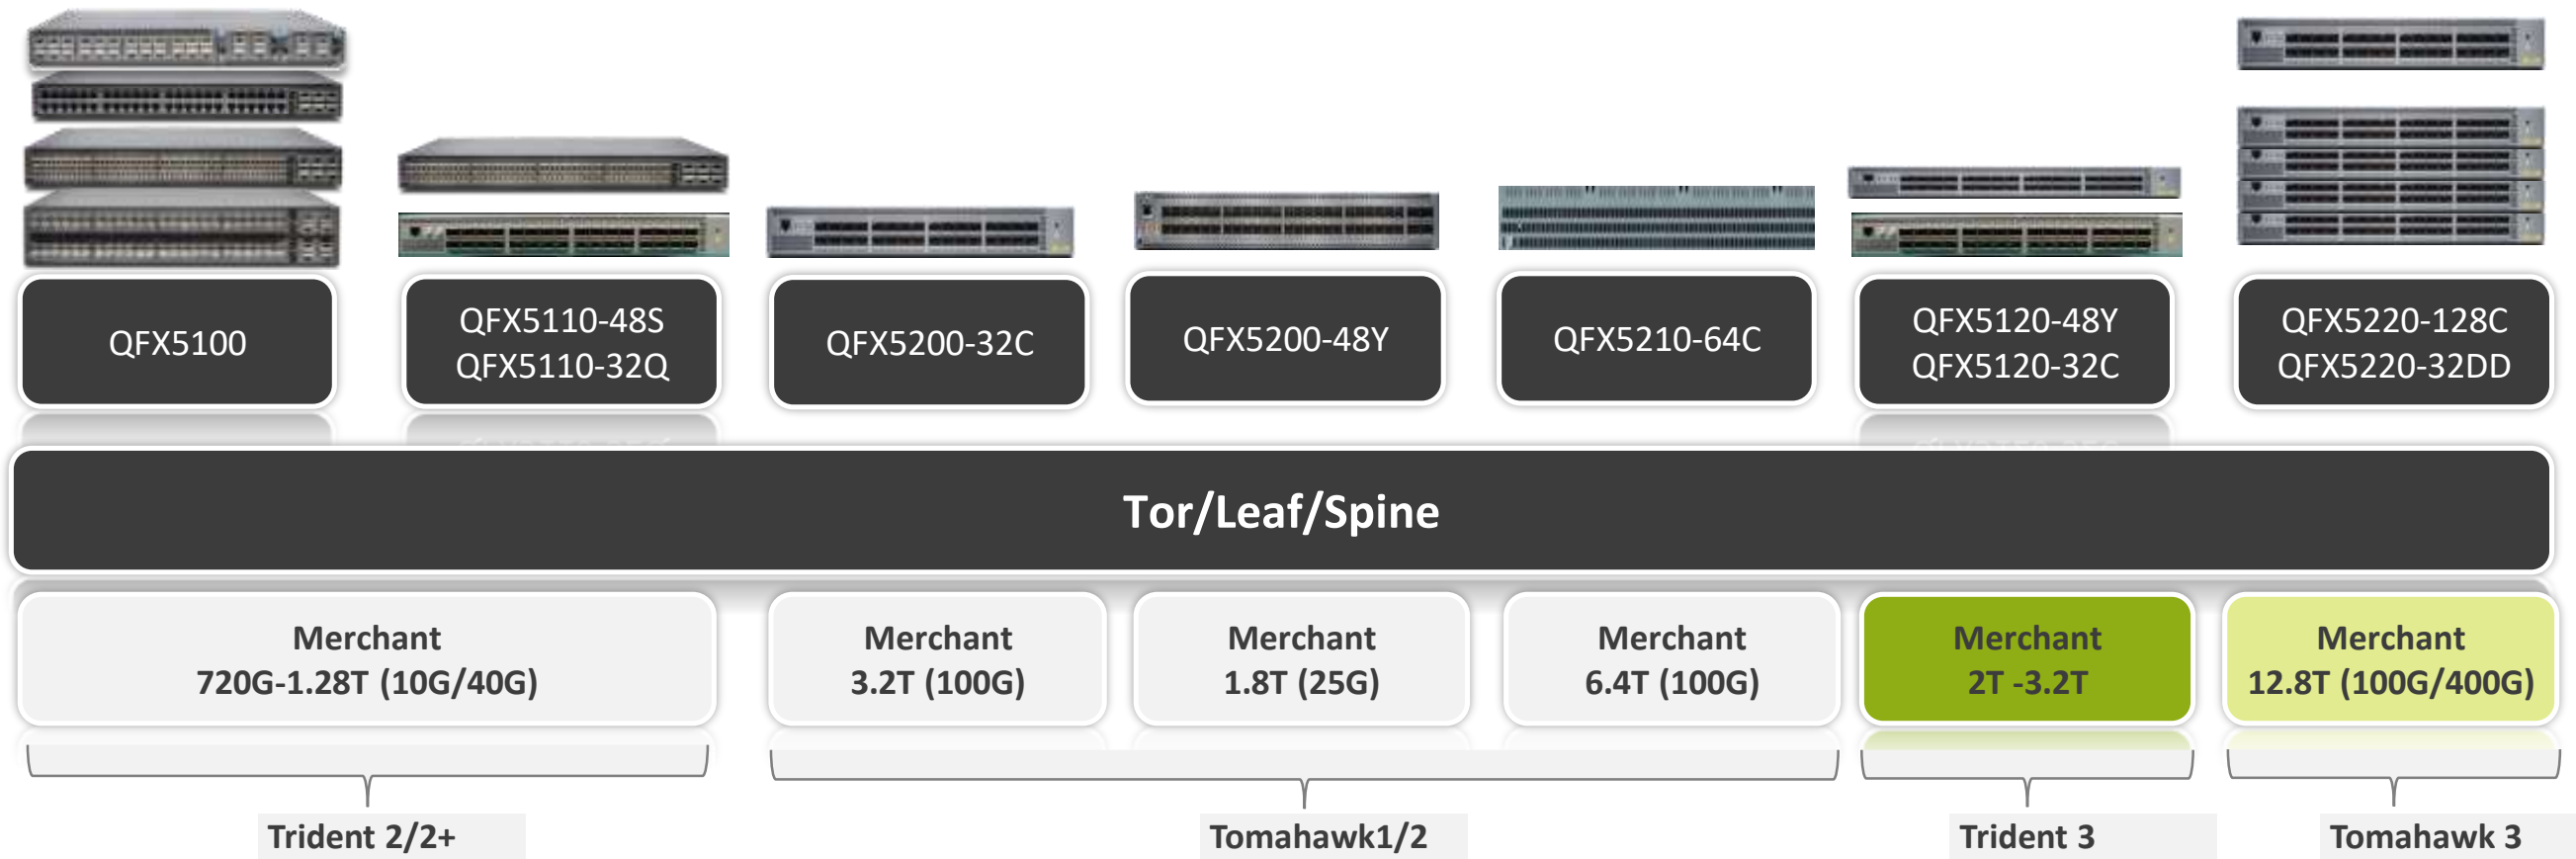 QFX5100
QFX5110-48S
QFX5110-32Q
QFX5200-32C
QFX5200-48Y
QFX5210-64C
QFX5120-48Y
QFX5120-32C
QFX5220-128C
QFX5220-32DD
Tor/Leaf/Spine
Merchant
720G-1.28T (10G/40G)
Merchant
3.2T (100G)
Merchant
1.8T (25G)
Merchant
6.4T (100G)
Merchant
2T -3.2T
Merchant
12.8T (100G/400G)
Trident 2/2+
Tomahawk1/2
Trident 3
Tomahawk 3